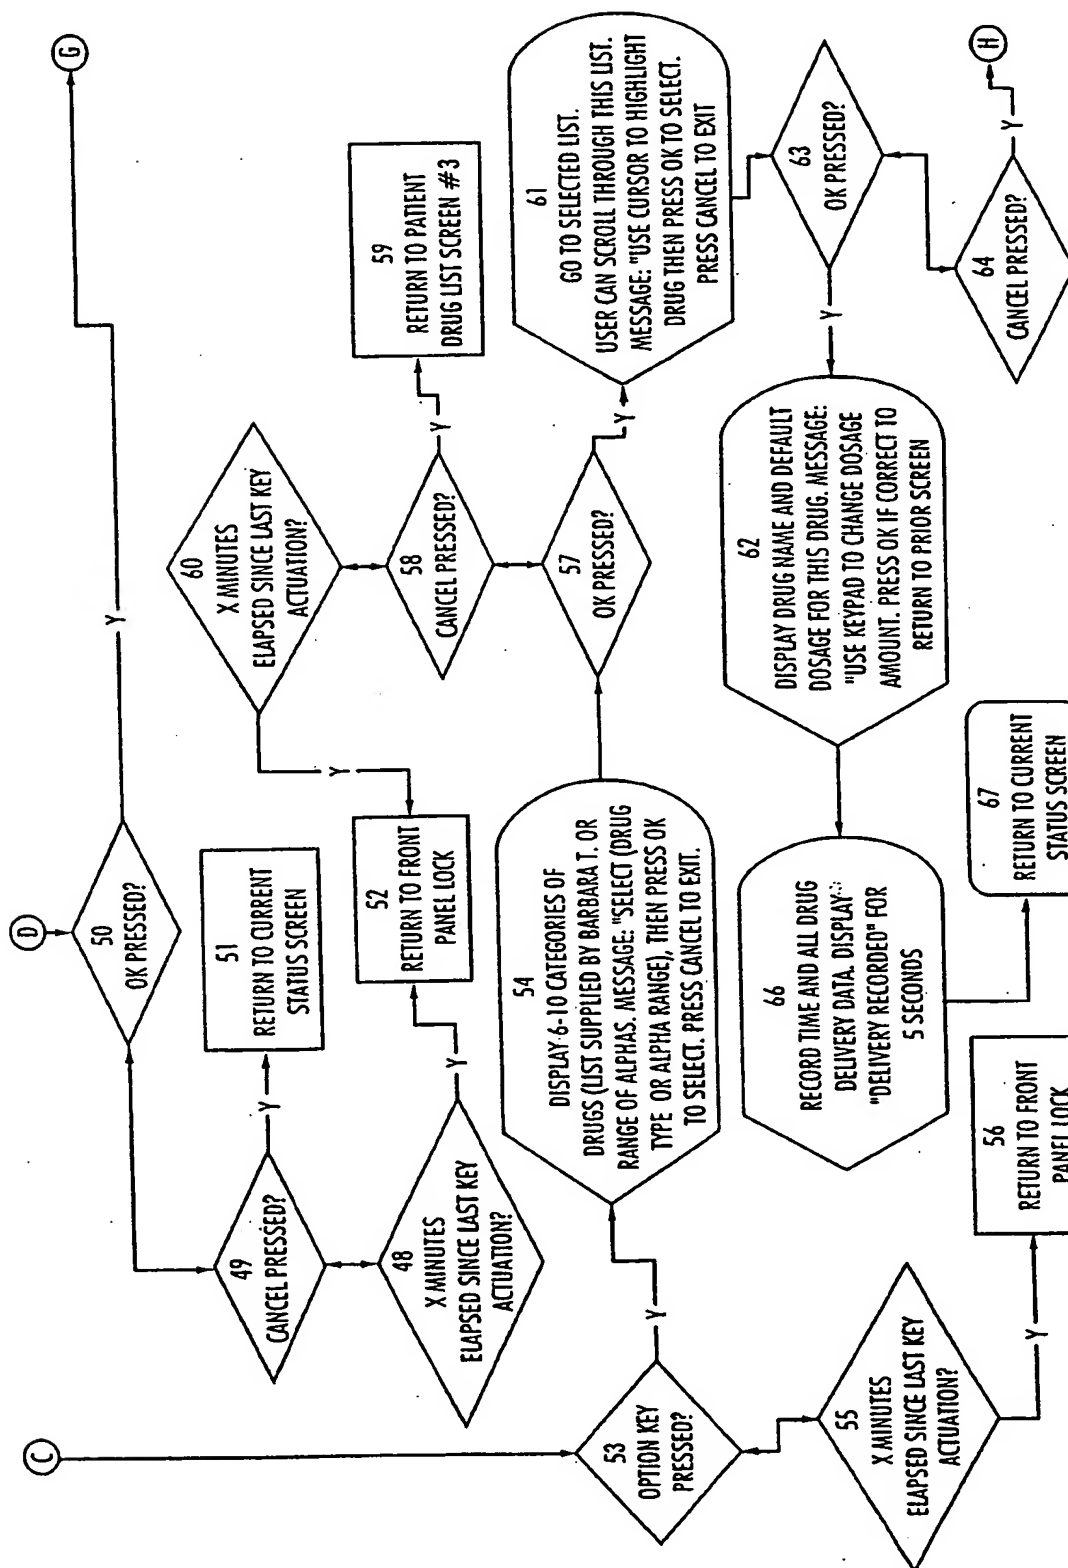 C
D
G
50
OK PRESSED?
Y
49
CANCEL PRESSED?
Y
51
RETURN TO CURRENT
STATUS SCREEN
48
X MINUTES
ELAPSED SINCE LAST KEY
ACTUATION?
Y
52
RETURN TO FRONT
PANEL LOCK
60
X MINUTES
ELAPSED SINCE LAST KEY
ACTUATION?
Y
58
CANCEL PRESSED?
Y
59
RETURN TO PATIENT
DRUG LIST SCREEN #3
57
OK PRESSED?
Y
53
OPTION KEY
PRESSED?
Y
54
DISPLAY 6-10 CATEGORIES OF
DRUGS (LIST SUPPLIED BY BARBARA T. OR
RANGE OF ALPHAS. MESSAGE: "SELECT (DRUG
TYPE OR ALPHA RANGE), THEN PRESS OK
TO SELECT. PRESS CANCEL TO EXIT.
61
GO TO SELECTED LIST.
USER CAN SCROLL THROUGH THIS LIST.
MESSAGE: "USE CURSOR TO HIGHLIGHT
DRUG THEN PRESS OK TO SELECT.
PRESS CANCEL TO EXIT
55
X MINUTES
ELAPSED SINCE LAST KEY
ACTUATION?
Y
56
RETURN TO FRONT
PANEL LOCK
66
RECORD TIME AND ALL DRUG
DELIVERY DATA. DISPLAY
"DELIVERY RECORDED" FOR
5 SECONDS
67
RETURN TO CURRENT
STATUS SCREEN
62
DISPLAY DRUG NAME AND DEFAULT
DOSAGE FOR THIS DRUG. MESSAGE:
"USE KEYPAD TO CHANGE DOSAGE
AMOUNT. PRESS OK IF CORRECT TO
RETURN TO PRIOR SCREEN
63
OK PRESSED?
Y
64
CANCEL PRESSED?
Y
H